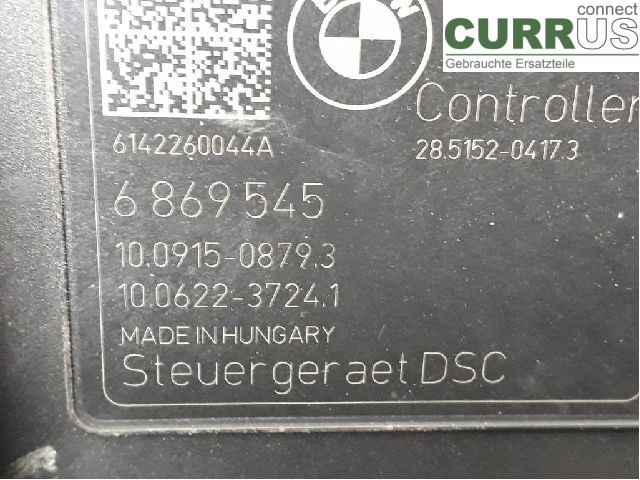 connect
CURRUS
Gebrauchte Ersatzteile
Controller
6142260044A
28.5152-0417.3
6 869 545
10.0915-0879.3
10.0622-3724.1
MADE IN HUNGARY
Steuergeraet DSC